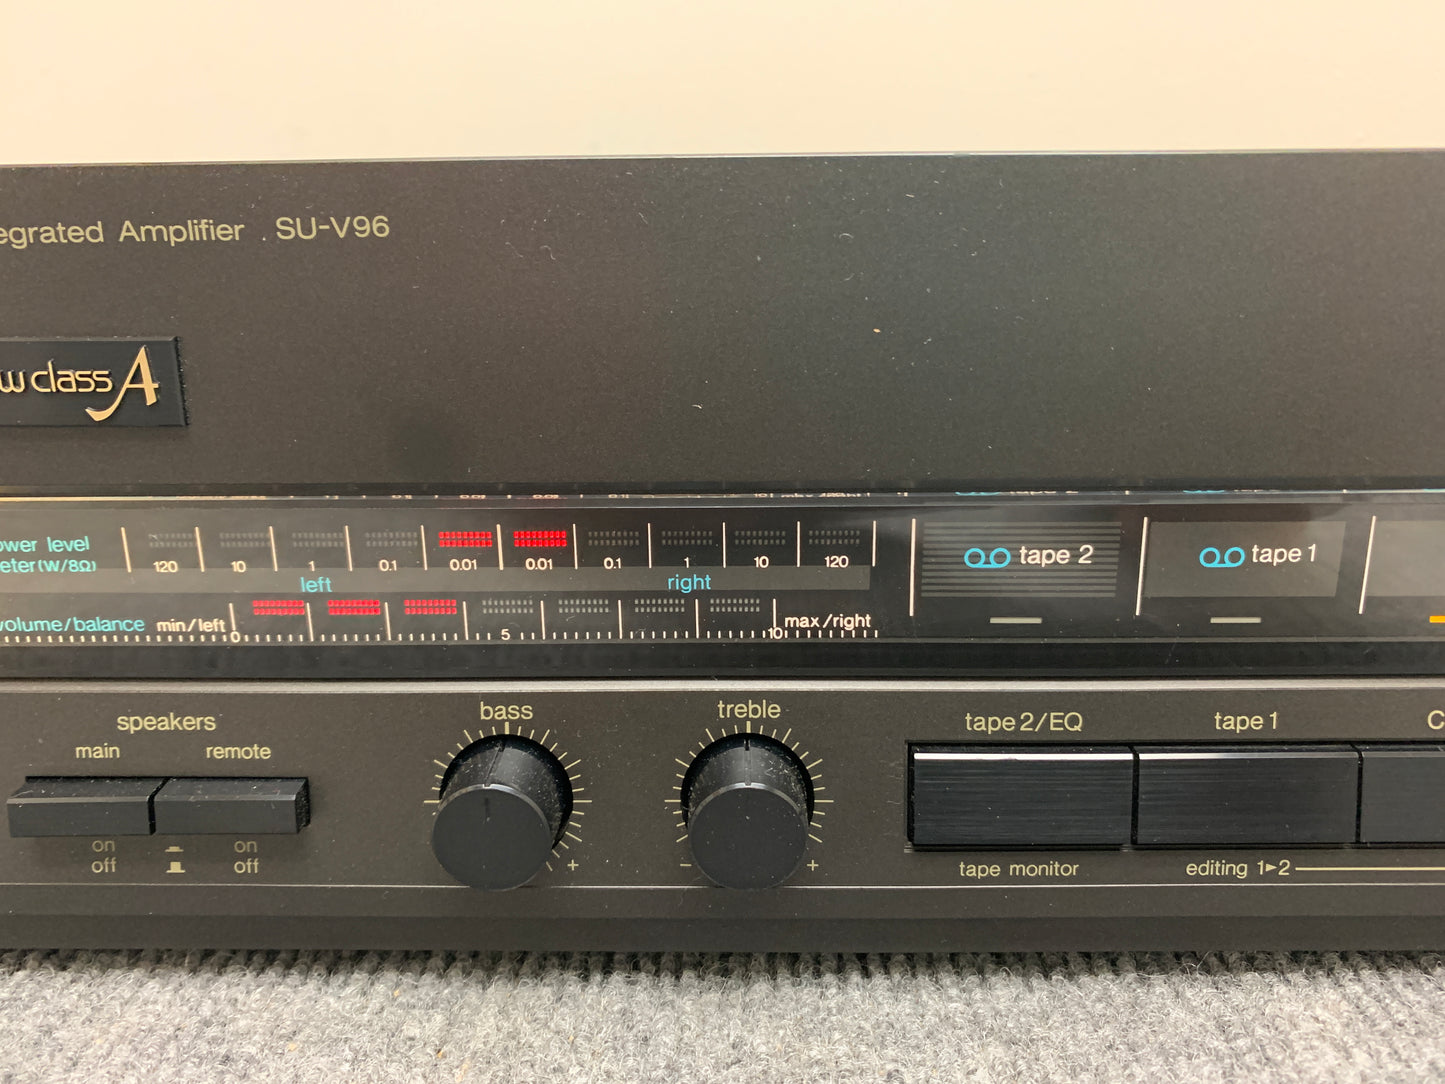 egrated Amplifier SU-V96
w class A
ower level
eter (W/8Ω)
120 10 1 0.1 0.01 0.01 0.1 1 10 120
left right
volume/balance min/left 0 5 10 max/right
tape 2
tape 1
speakers
main remote
on on
off off
bass
treble
+
- +
tape 2/EQ
tape 1
C
tape monitor
editing 1▸2